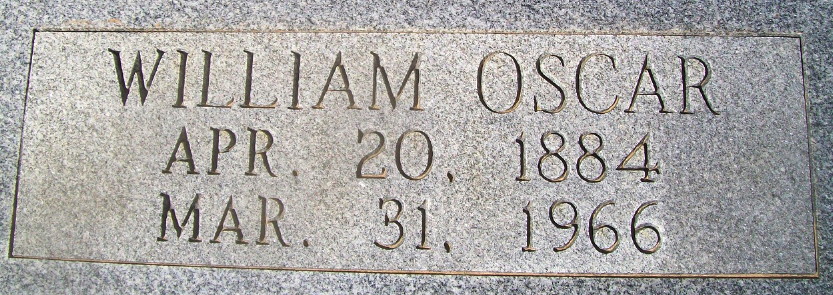 WILLIAM OSCAR
APR. 20, 1884
MAR. 31, 1966